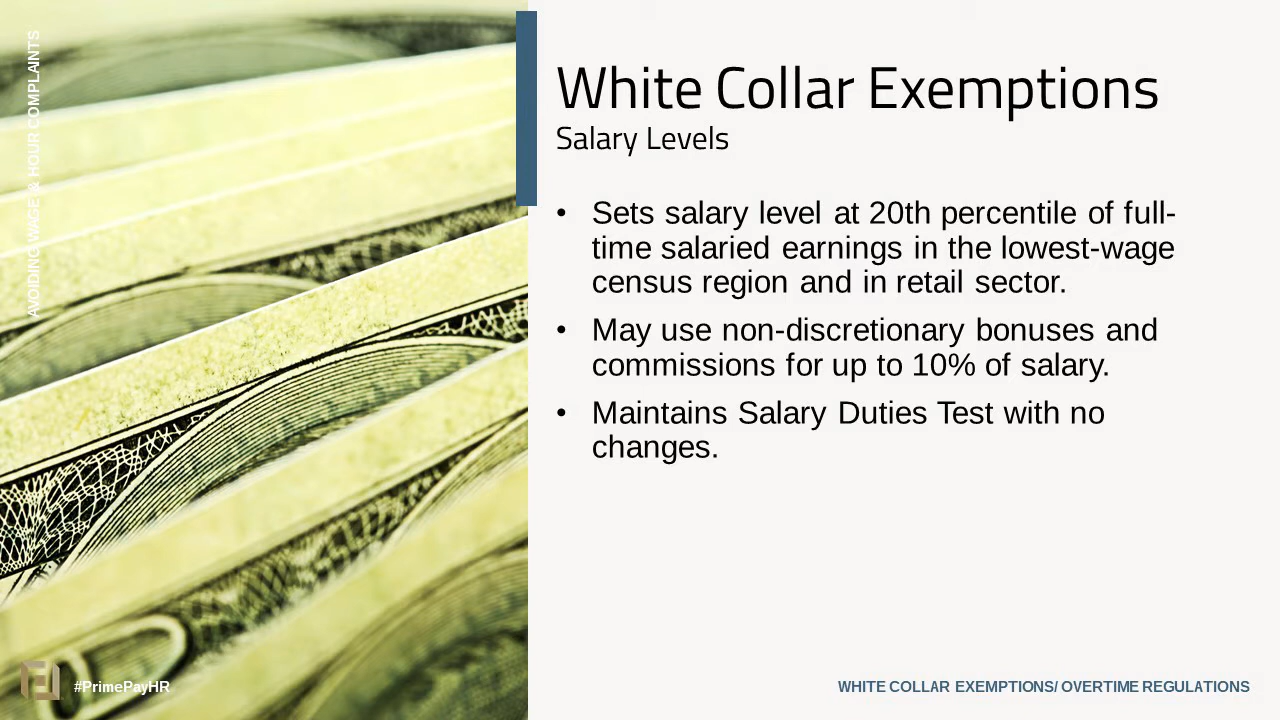 AVOIDING WAGE & HOUR COMPLAINTS
White Collar Exemptions
Salary Levels
• Sets salary level at 20th percentile of full-
time salaried earnings in the lowest-wage
census region and in retail sector.
• May use non-discretionary bonuses and
commissions for up to 10% of salary.
• Maintains Salary Duties Test with no
changes.
#PrimePayHR
WHITE COLLAR EXEMPTIONS/ OVERTIME REGULATIONS